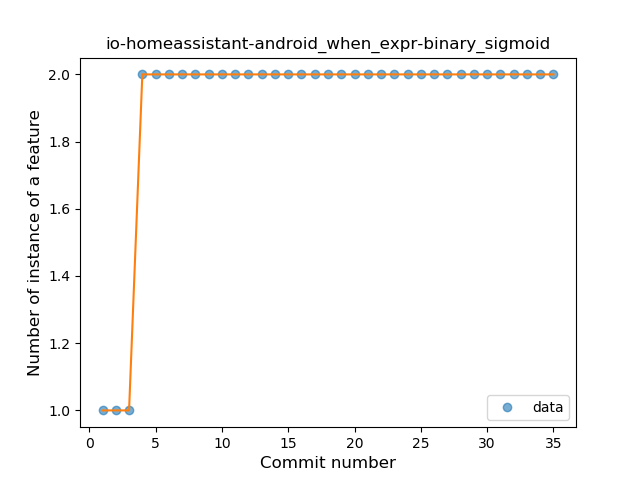 io-homeassistant-android_when_expr-binary_sigmoid
Number of instance of a feature
2.0
1.8
1.6
1.4
1.2
1.0
0 5 10 15 20 25 30 35
Commit number
data